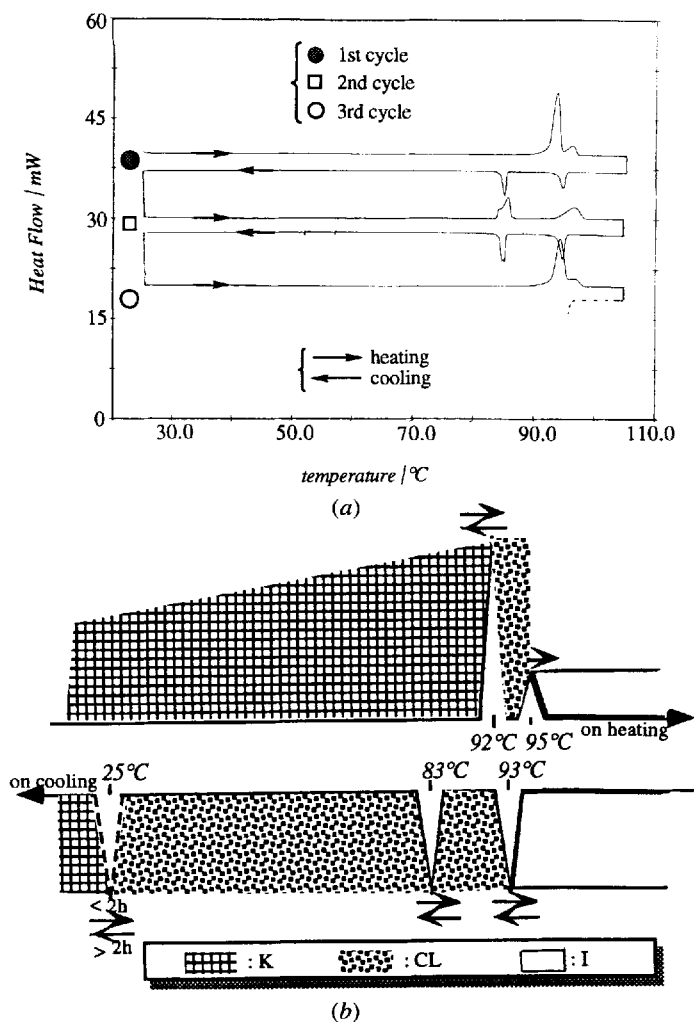 60
1st cycle
2nd cycle
3rd cycle
45
30
15
0
Heat Flow / mW
heating
cooling
30.0 50.0 70.0 90.0 110.0
temperature / °C
(a)
92°C 95°C on heating
on cooling 25°C 83°C 93°C
< 2h
> 2h
: K : CL : I
(b)